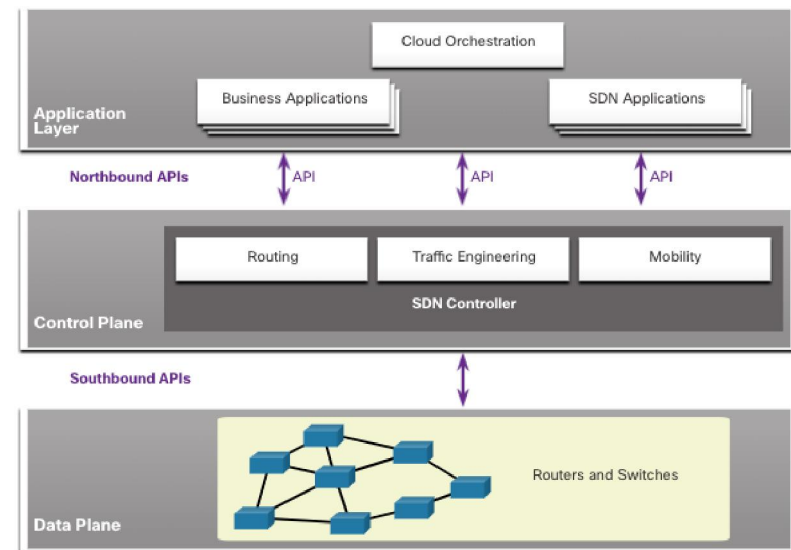 Cloud Orchestration
Business Applications
SDN Applications
Application
Layer
Northbound APIs
API
API
API
Routing
Traffic Engineering
Mobility
SDN Controller
Control Plane
Southbound APIs
Routers and Switches
Data Plane